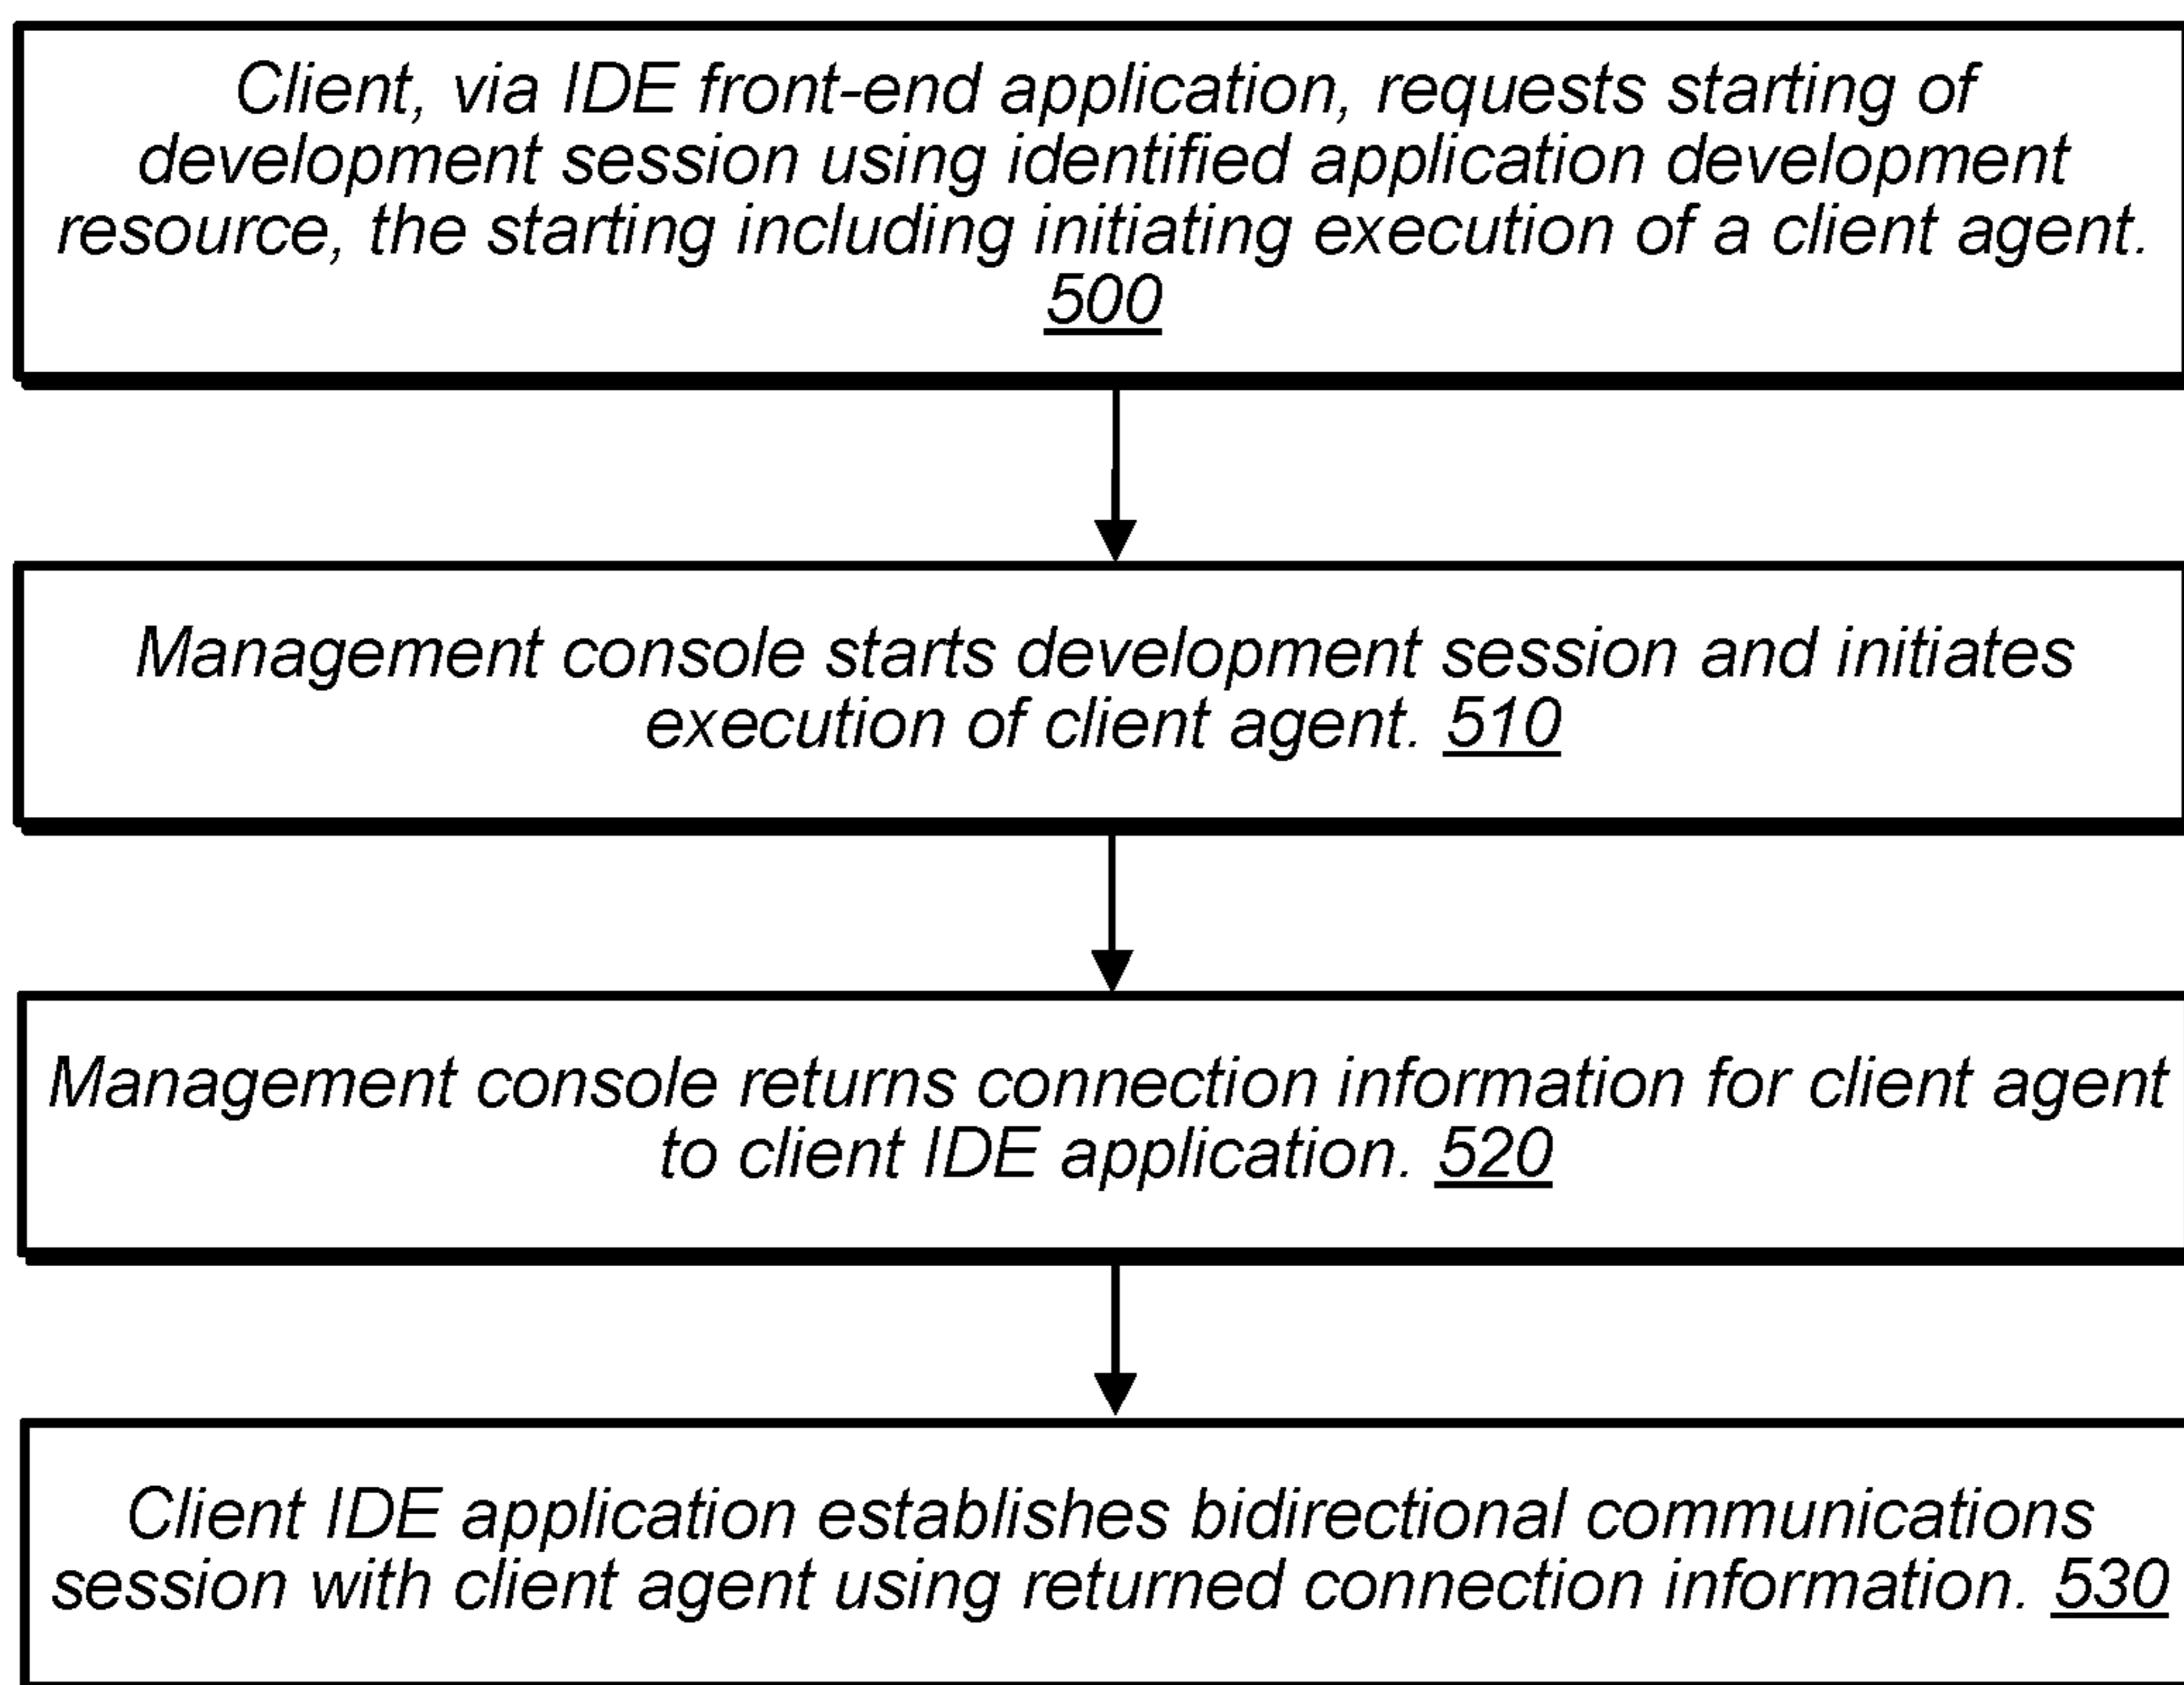 Client, via IDE front-end application, requests starting of
development session using identified application development
resource, the starting including initiating execution of a client agent.
500
Management console starts development session and initiates
execution of client agent. 510
Management console returns connection information for client agent
to client IDE application. 520
Client IDE application establishes bidirectional communications
session with client agent using returned connection information. 530